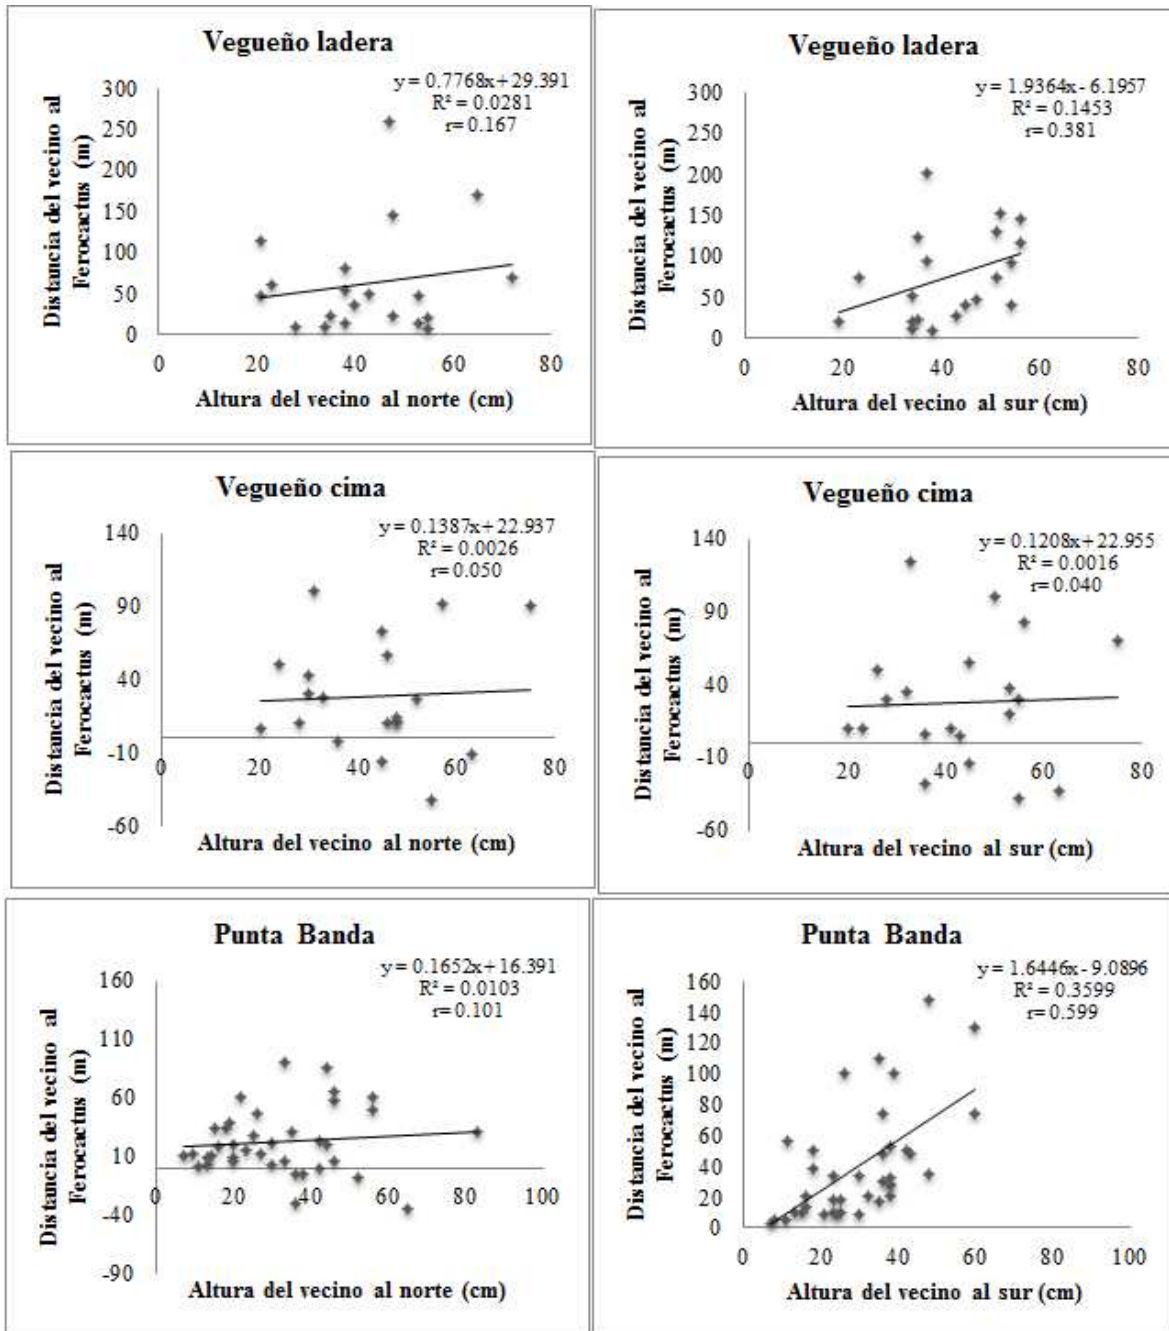 Vegueño ladera
y = 0.7768x + 29.391
R² = 0.0281
r= 0.167
Distancia del vecino al
Ferocactus (m)
300
250
200
150
100
50
0
0 20 40 60 80
Altura del vecino al norte (cm)
Vegueño ladera
y = 1.9364x - 6.1957
R² = 0.1453
r= 0.381
Distancia del vecino al
Ferocactus (m)
300
250
200
150
100
50
0
0 20 40 60 80
Altura del vecino al sur (cm)
Vegueño cima
y = 0.1387x + 22.937
R² = 0.0026
r= 0.050
Distancia del vecino al
Ferocactus (m)
140
90
40
-10
-60
0 20 40 60 80
Altura del vecino al norte (cm)
Vegueño cima
y = 0.1208x + 22.955
R² = 0.0016
r= 0.040
Distancia del vecino al
Ferocactus (m)
140
90
40
-10
-60
0 20 40 60 80
Altura del vecino al sur (cm)
Punta Banda
y = 0.1652x + 16.391
R² = 0.0103
r= 0.101
Distancia del vecino al
Ferocactus (m)
160
110
60
10
-40
-90
0 20 40 60 80 100
Altura del vecino al norte (cm)
Punta Banda
y = 1.6446x - 9.0896
R² = 0.3599
r= 0.599
Distancia del vecino al
Ferocactus (m)
160
140
120
100
80
60
40
20
0
0 20 40 60 80 100
Altura del vecino al sur (cm)